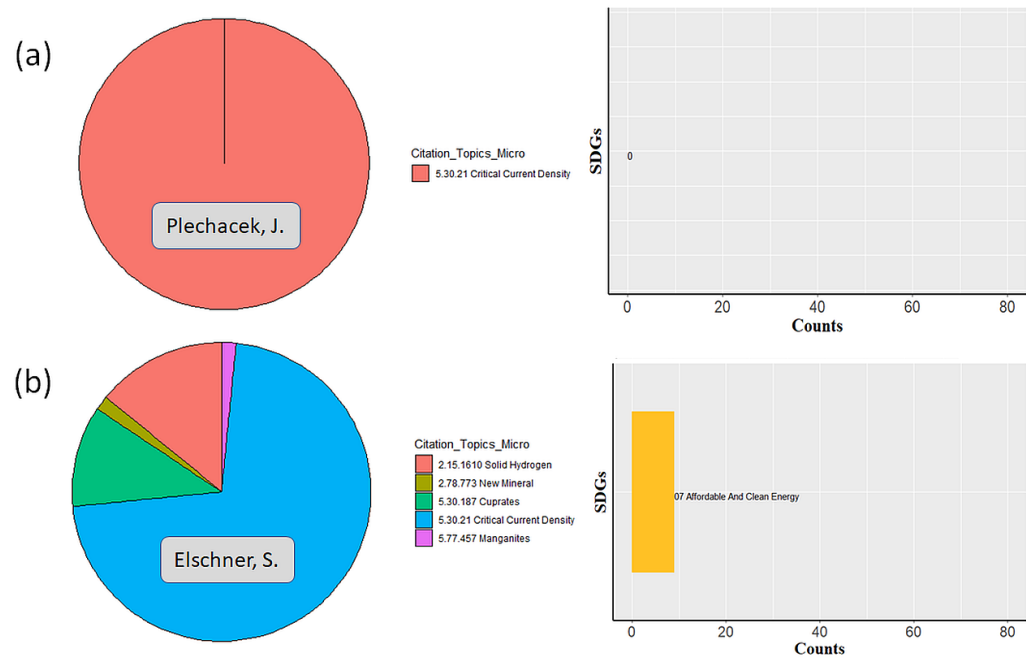 (a)
Plechacek, J.
Citation_Topics_Micro
5.30.21 Critical Current Density
SDGs
0
0 20 40 60 80
Counts
(b)
Elschner, S.
Citation_Topics_Micro
2.15.1610 Solid Hydrogen
2.78.773 New Mineral
5.30.187 Cuprates
5.30.21 Critical Current Density
5.77.457 Manganites
SDGs
07 Affordable And Clean Energy
0 20 40 60 80
Counts